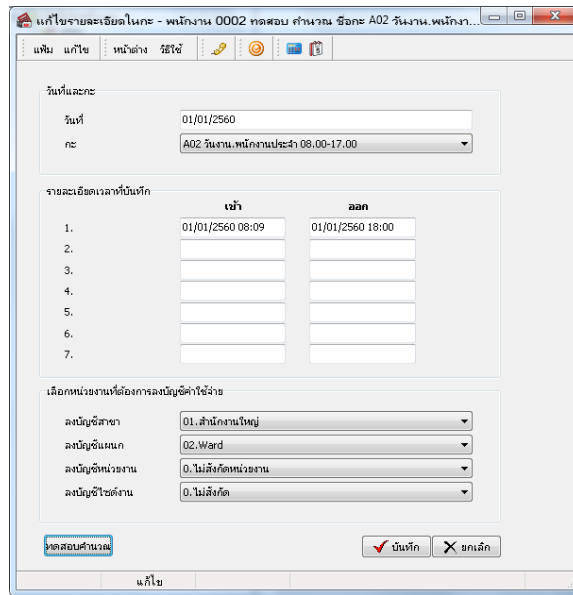 แก้ไขรายละเอียดในกะ - พนักงาน 0002 ทดสอบ คำนวณ ชื่อกะ A02 วันงาน.พนักงา...
แฟ้ม แก้ไข หน้าต่าง วิธีใช้
วันที่และกะ
วันที่ 01/01/2560
กะ A02 วันงาน.พนักงานประจำ 08.00-17.00
รายละเอียดเวลาที่บันทึก
เข้า ออก
1. 01/01/2560 08:09 01/01/2560 18:00
2.
3.
4.
5.
6.
7.
เลือกหน่วยงานที่ต้องการลงบัญชีค่าใช้จ่าย
ลงบัญชีสาขา 01.สำนักงานใหญ่
ลงบัญชีแผนก 02.Ward
ลงบัญชีหน่วยงาน 0.ไม่สังกัดหน่วยงาน
ลงบัญชีไซต์งาน 0.ไม่สังกัด
ทดสอบคำนวณ บันทึก ยกเลิก
แก้ไข